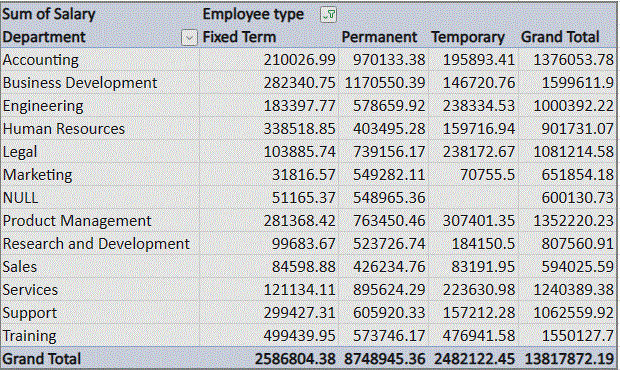 Sum of Salary Employee type
Department Fixed Term Permanent Temporary Grand Total
Accounting 210026.99 970133.38 195893.41 1376053.78
Business Development 282340.75 1170550.39 146720.76 1599611.9
Engineering 183397.77 578659.92 238334.53 1000392.22
Human Resources 338518.85 403495.28 159716.94 901731.07
Legal 103885.74 739156.17 238172.67 1081214.58
Marketing 31816.57 549282.11 70755.5 651854.18
NULL 51165.37 548965.36 600130.73
Product Management 281368.42 763450.46 307401.35 1352220.23
Research and Development 99683.67 523726.74 184150.5 807560.91
Sales 84598.88 426234.76 83191.95 594025.59
Services 121134.11 895624.29 223630.98 1240389.38
Support 299427.31 605920.33 157212.28 1062559.92
Training 499439.95 573746.17 476941.58 1550127.7
Grand Total 2586804.38 8748945.36 2482122.45 13817872.19